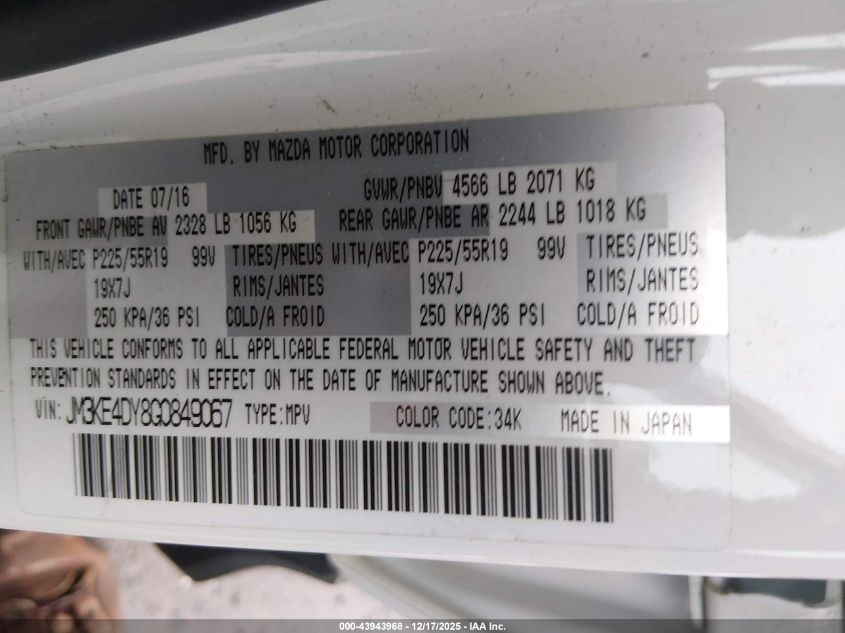 MFD. BY MAZDA MOTOR CORPORATION
DATE 07/16 GVWR/PNBV 4566 LB 2071 KG
FRONT GAWR/PNBE AV 2328 LB 1056 KG REAR GAWR/PNBE AR 2244 LB 1018 KG
WITH/AVEC P225/55R19 99V TIRES/PNEUS WITH/AVEC P225/55R19 99V TIRES/PNEUS
19X7J RIMS/JANTES 19X7J RIMS/JANTES
250 KPA/36 PSI COLD/A FROID 250 KPA/36 PSI COLD/A FROID
THIS VEHICLE CONFORMS TO ALL APPLICABLE FEDERAL MOTOR VEHICLE SAFETY AND THEFT
PREVENTION STANDARDS IN EFFECT ON THE DATE OF MANUFACTURE SHOWN ABOVE.
VIN: JM3KE4DY8G0849067 TYPE:MPV COLOR CODE:34K MADE IN JAPAN
000-43943968 - 12/17/2025 - IAA Inc.